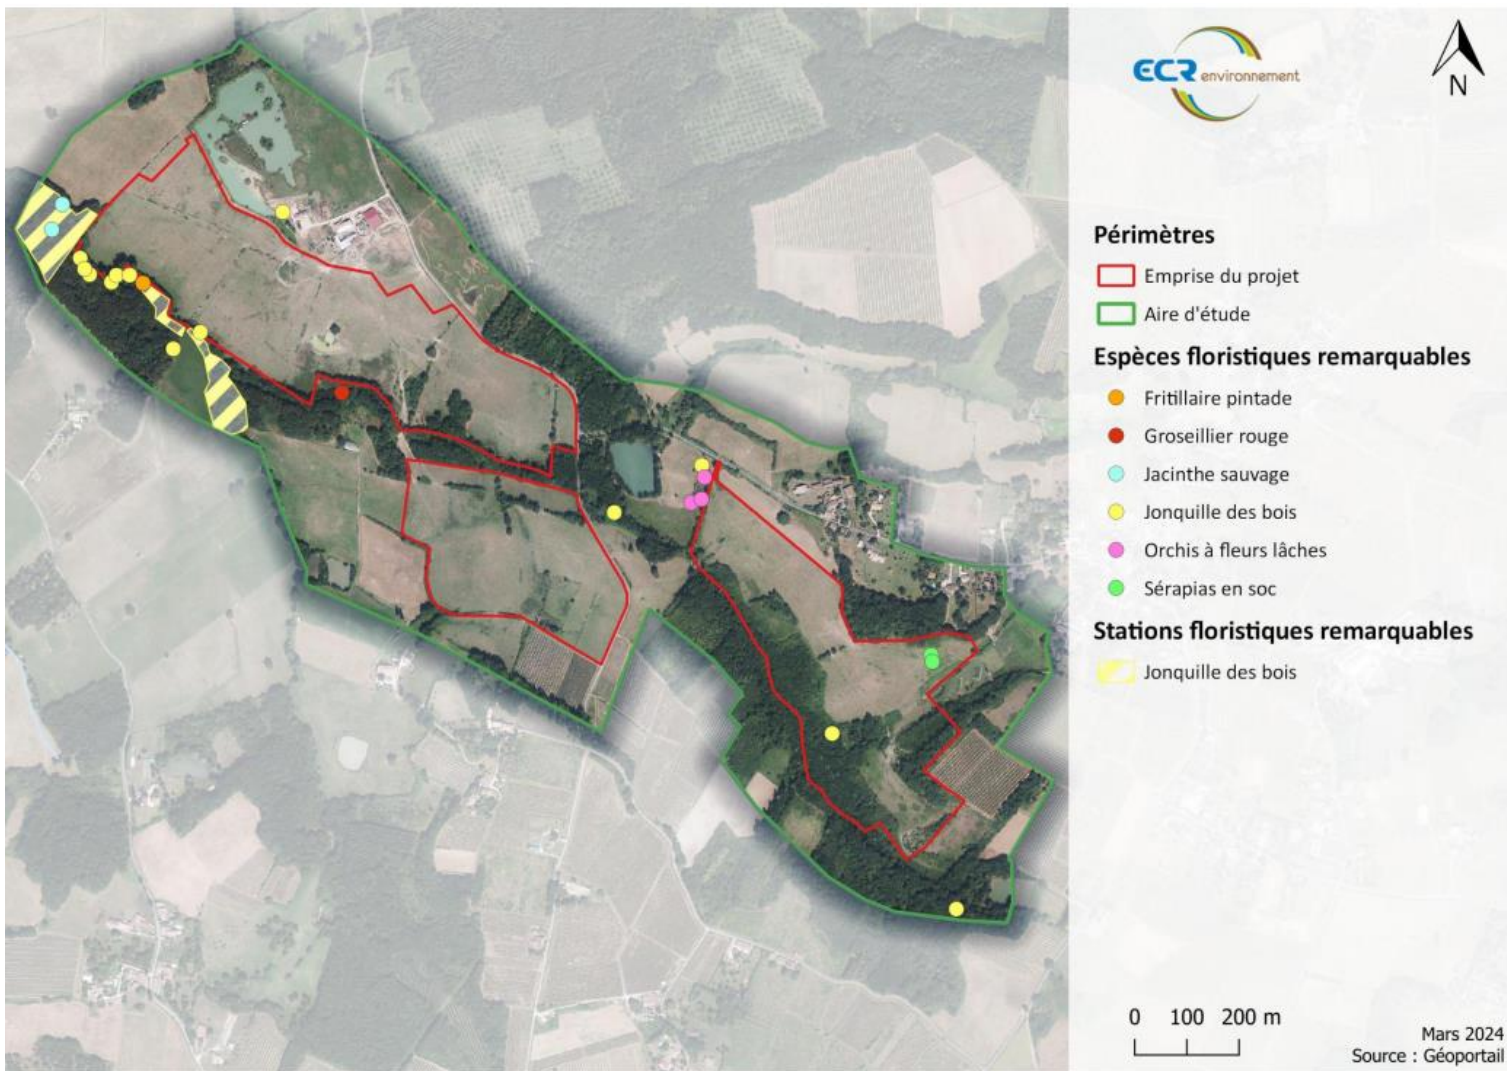 ECR environnement
N
Périmètres
Emprise du projet
Aire d'étude
Espèces floristiques remarquables
Fritillaire pintade
Groseillier rouge
Jacinthe sauvage
Jonquille des bois
Orchis à fleurs lâches
Sérapias en soc
Stations floristiques remarquables
Jonquille des bois
0 100 200 m
Mars 2024
Source : Géoportail